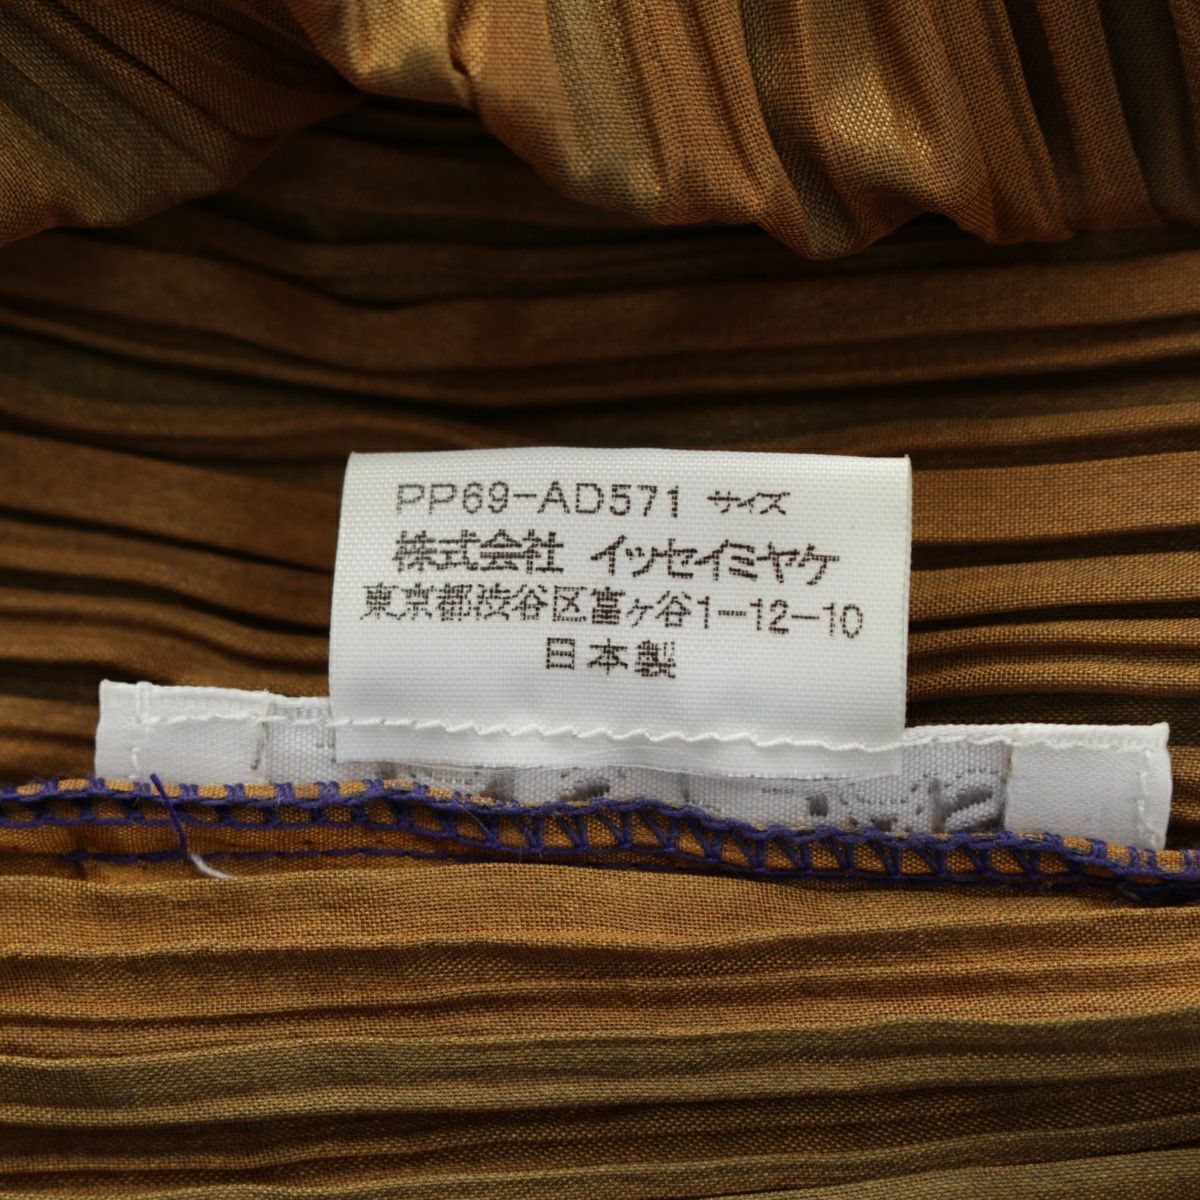 PP69-AD571 サイズ
株式会社 イッセイミヤケ
東京都渋谷区富ヶ谷1-12-10
日本製